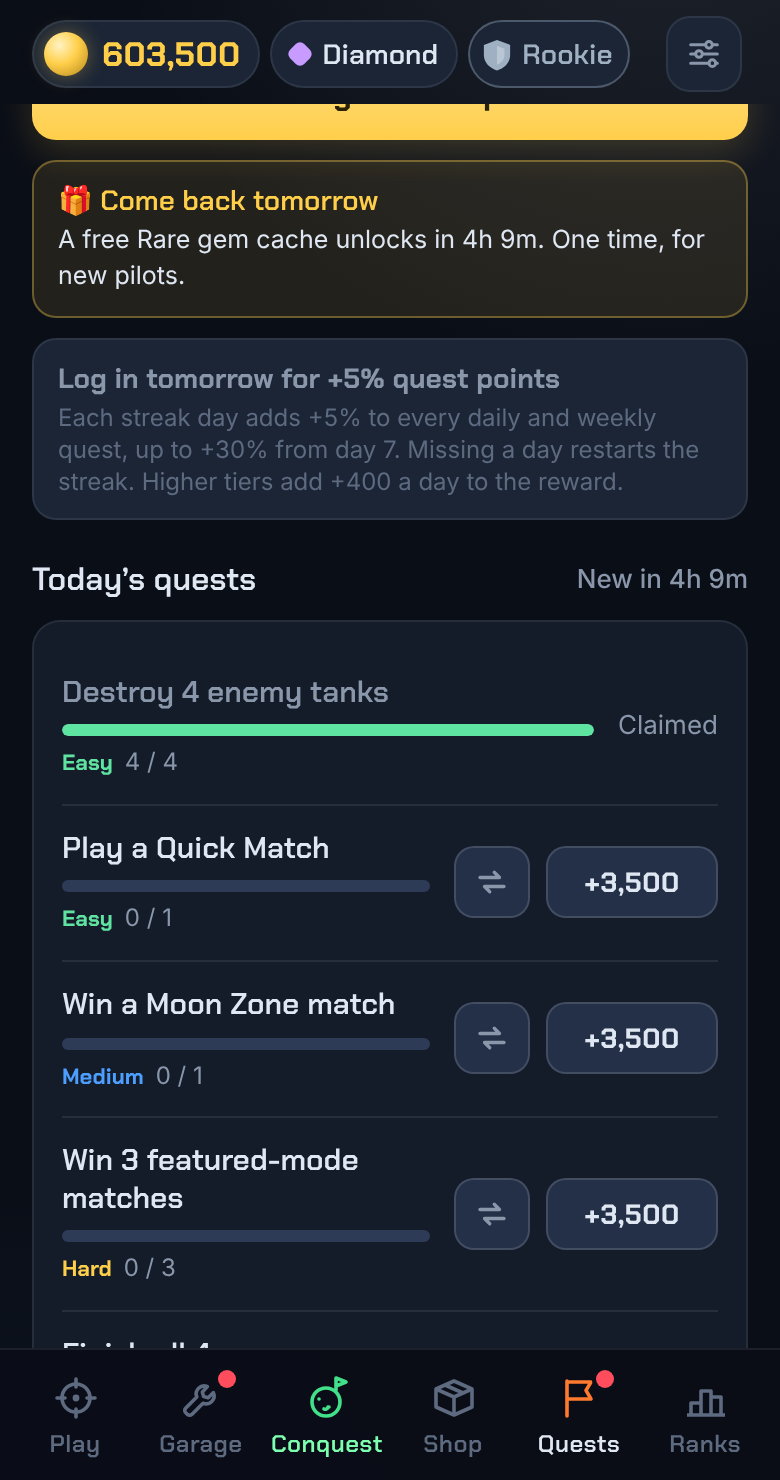 603,500
Diamond
Rookie
🎁 Come back tomorrow
A free Rare gem cache unlocks in 4h 9m. One time, for
new pilots.
Log in tomorrow for +5% quest points
Each streak day adds +5% to every daily and weekly
quest, up to +30% from day 7. Missing a day restarts the
streak. Higher tiers add +400 a day to the reward.
Today’s quests
New in 4h 9m
Destroy 4 enemy tanks
Claimed
Easy 4 / 4
Play a Quick Match
+3,500
Easy 0 / 1
Win a Moon Zone match
+3,500
Medium 0 / 1
Win 3 featured-mode
matches
+3,500
Hard 0 / 3
Play
Garage
Conquest
Shop
Quests
Ranks